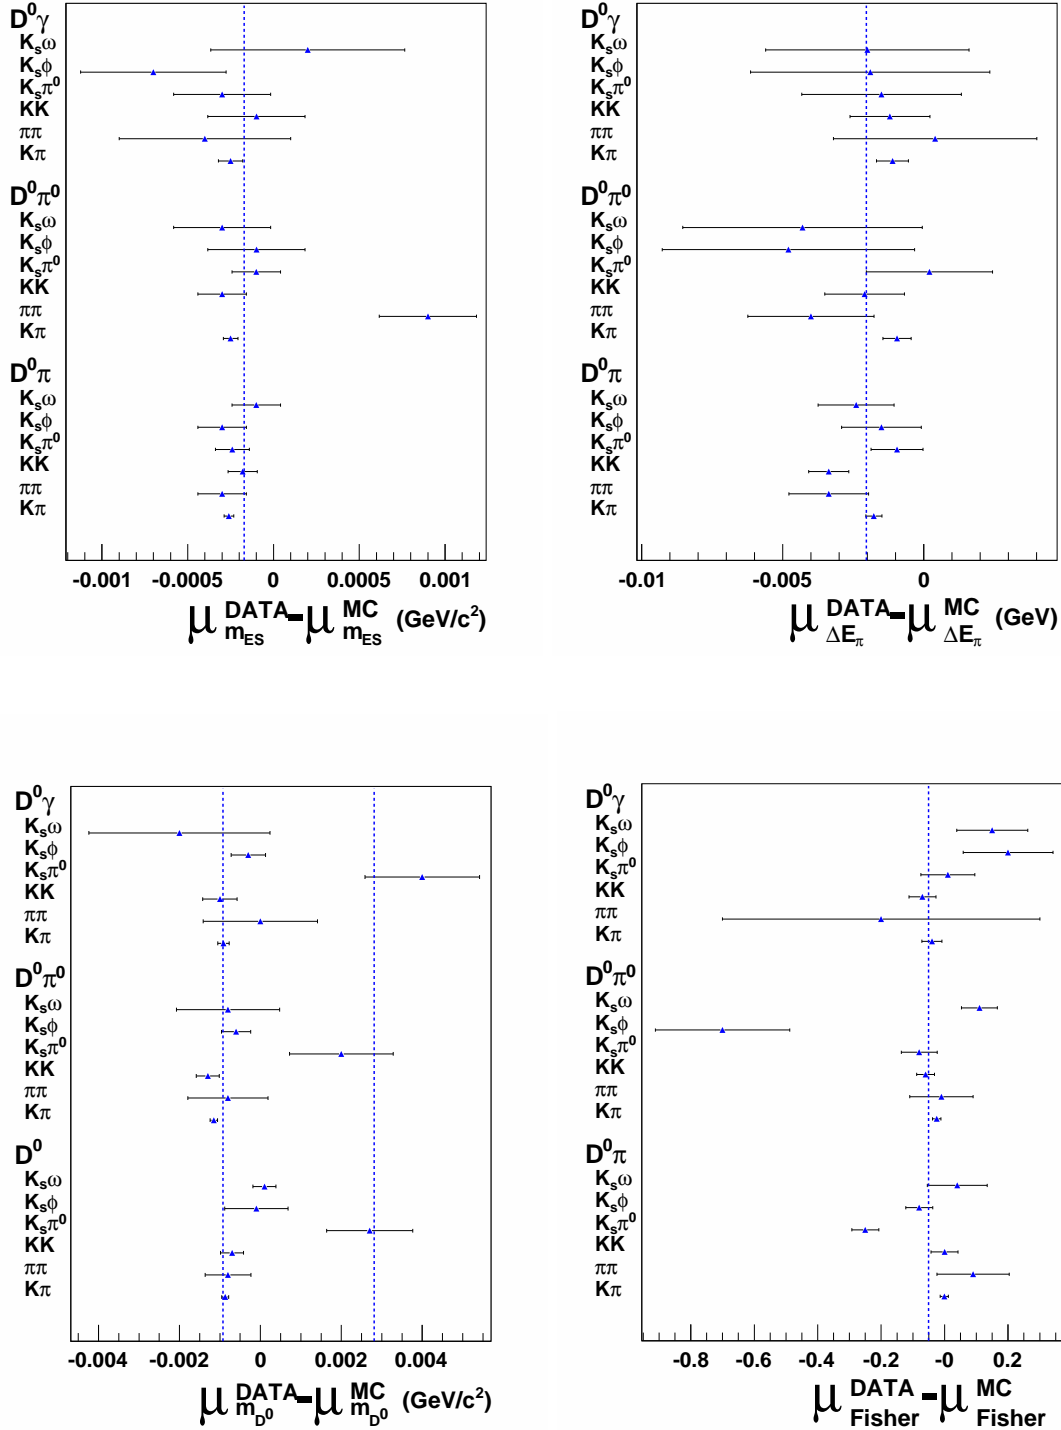 D⁰γ
Kₛω
Kₛϕ
Kₛπ⁰
KK
ππ
Kπ
D⁰π⁰
Kₛω
Kₛϕ
Kₛπ⁰
KK
ππ
Kπ
D⁰π
Kₛω
Kₛϕ
Kₛπ⁰
KK
ππ
Kπ
-0.001 -0.0005 0 0.0005 0.001
μ DATA m_ES - μ MC m_ES (GeV/c²)
D⁰γ
Kₛω
Kₛϕ
Kₛπ⁰
KK
ππ
Kπ
D⁰π⁰
Kₛω
Kₛϕ
Kₛπ⁰
KK
ππ
Kπ
D⁰π
Kₛω
Kₛϕ
Kₛπ⁰
KK
ππ
Kπ
-0.01 -0.005 0
μ DATA ΔE_π - μ MC ΔE_π (GeV)
D⁰γ
Kₛω
Kₛϕ
Kₛπ⁰
KK
ππ
Kπ
D⁰π⁰
Kₛω
Kₛϕ
Kₛπ⁰
KK
ππ
Kπ
D⁰
Kₛω
Kₛϕ
Kₛπ⁰
KK
ππ
Kπ
-0.004 -0.002 0 0.002 0.004
μ DATA m_D⁰ - μ MC m_D⁰ (GeV/c²)
D⁰γ
Kₛω
Kₛϕ
Kₛπ⁰
KK
ππ
Kπ
D⁰π⁰
Kₛω
Kₛϕ
Kₛπ⁰
KK
ππ
Kπ
D⁰π
Kₛω
Kₛϕ
Kₛπ⁰
KK
ππ
Kπ
-0.8 -0.6 -0.4 -0.2 -0 0.2
μ DATA Fisher - μ MC Fisher